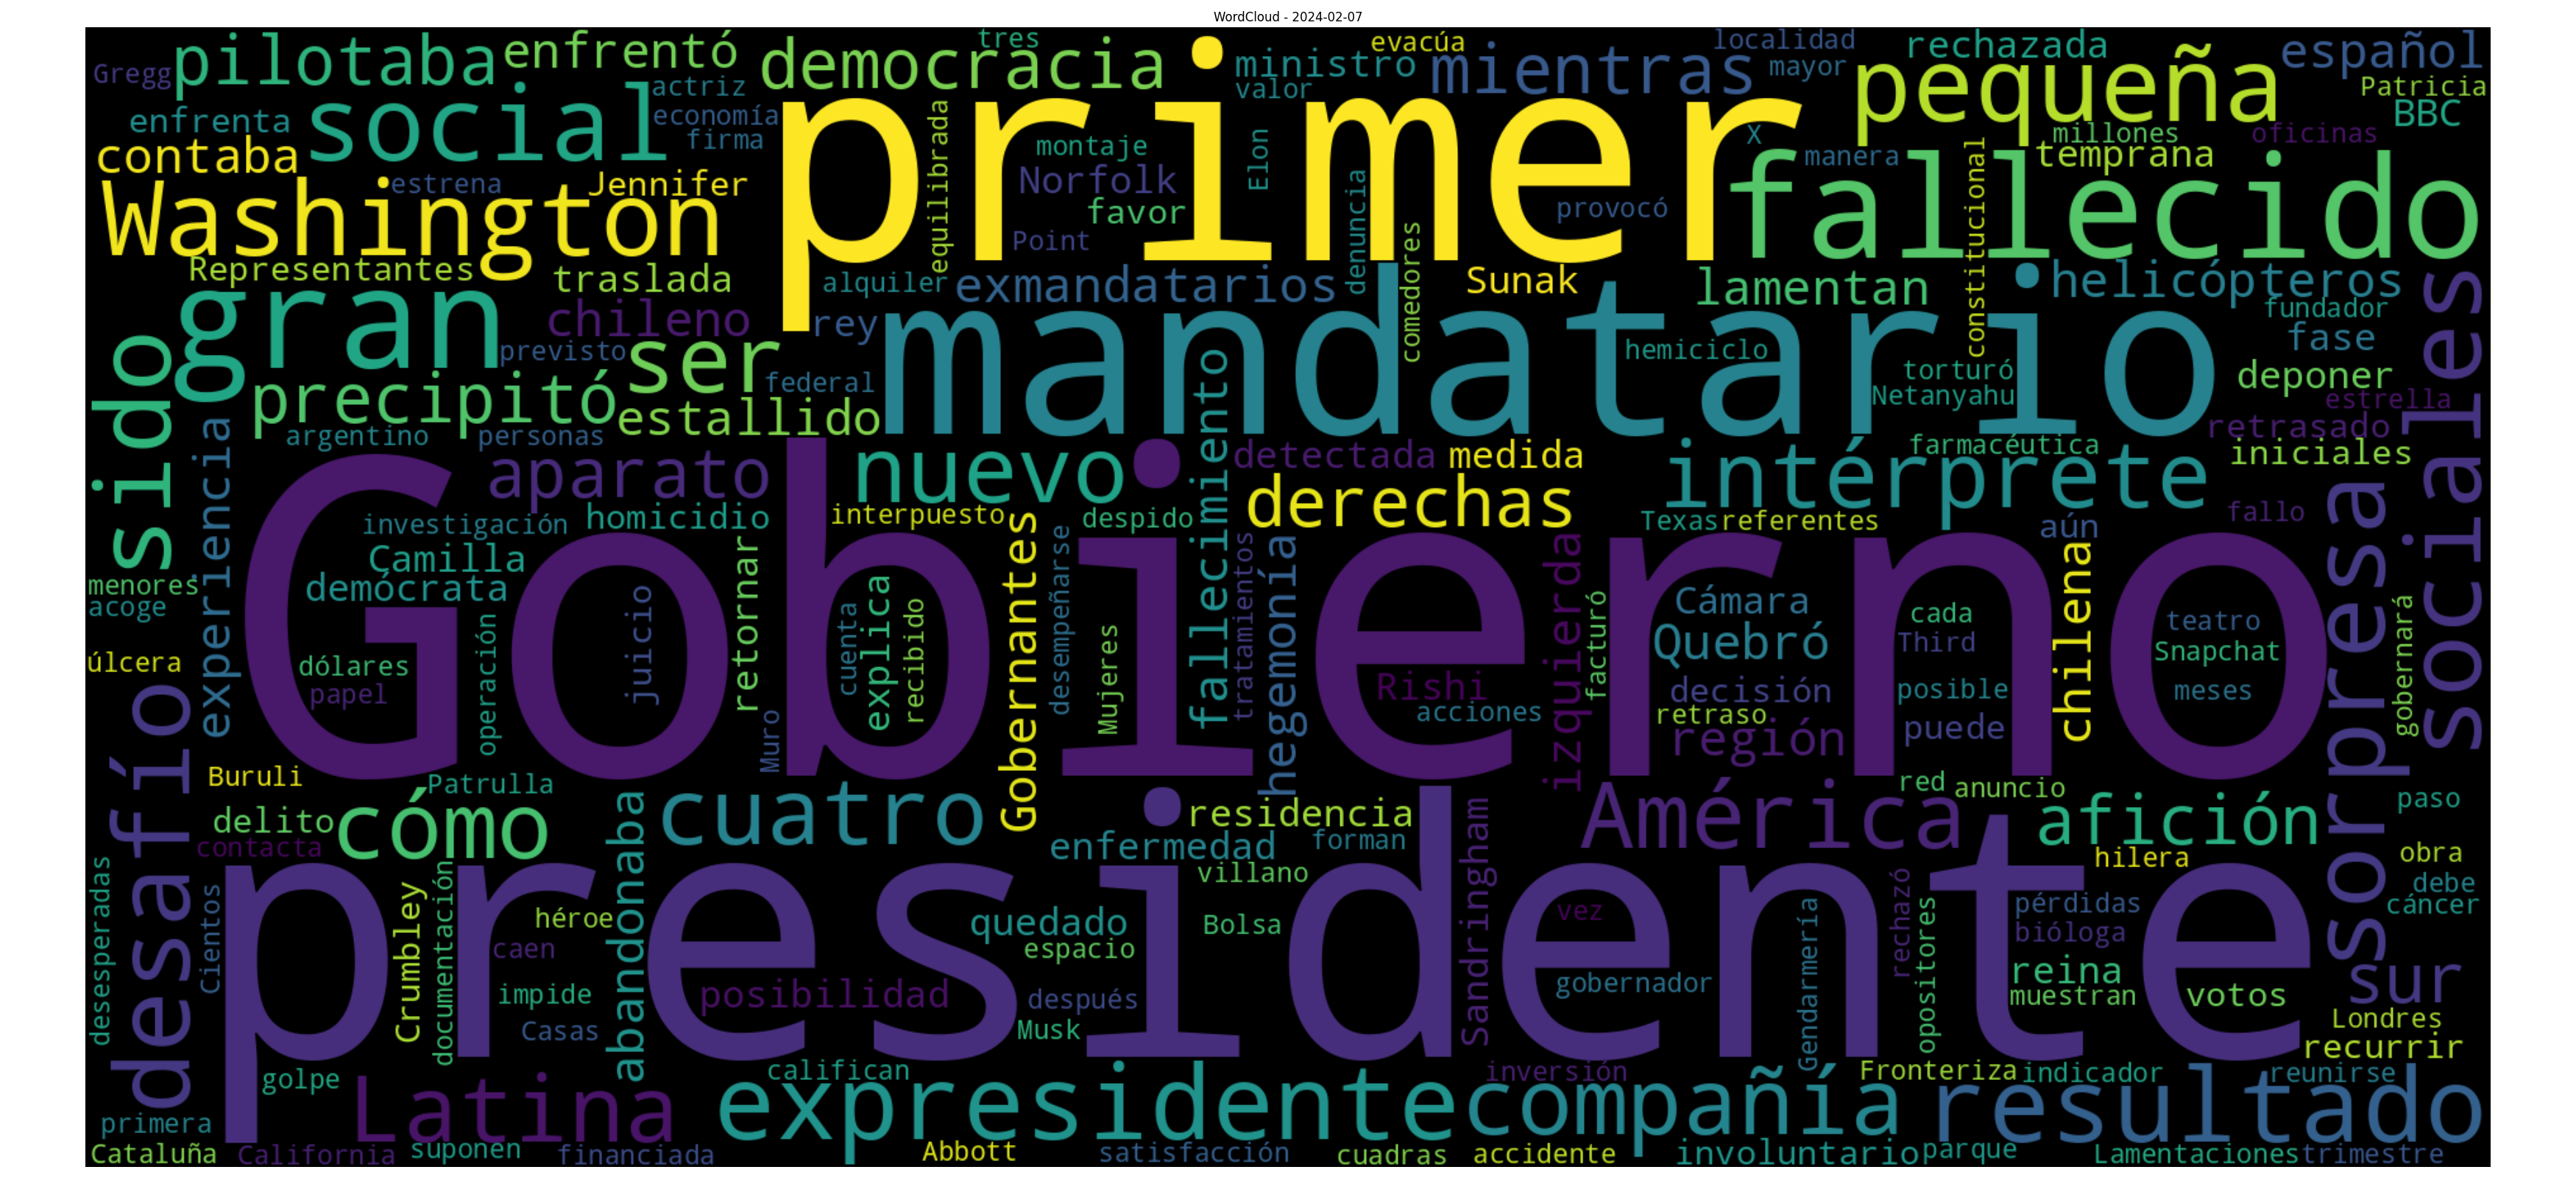 WordCloud - 2024-02-07
Gregg
pilotaba
enfrentó
democracia
tres
ministro
evacúa
mientras
localidad
mayor
rechazada
español
actriz
valor
pequeña
Patricia
BBC
enfrenta
social
economía
firma
primer
equilibrada
montaje
Elon
X
millones
oficinas
contaba
estrena
Jennifer
Norfolk
favor
denuncia
provocó
manera
constitucional
temprana
Washington
Point
comedores
fallecido
Representantes
traslada
alquiler
exmandatarios
Sunak
lamentan
helicópteros
fundador
gran
chileno
rey
mandatario
fase
sociales
sido
previsto
ser
federal
hemiciclo
torturó
Netanyahu
deponer
precipitó
estallido
fallecimiento
estrella
retrasado
argentino
personas
experiencia
aparato
nuevo
detectada
medida
farmacéutica
iniciales
intérprete
derechas
investigación
homicidio
interpuesto
despido
Texas
referentes
aún
fallo
sorpresa
Gobierno
Camilla
demócrata
retornar
Gobernantes
desempeñarse
tratamientos
hegemonía
izquierda
chilena
menores
acoge
juicio
cuenta
explica
recibido
Mujeres
facturó
Cámara
Quebró
cada
Third
teatro
Snapchat
gobernará
úlcera
dólares
papel
operación
Rishi
acciones
decisión
retraso
región
posible
puede
meses
desafío
Muro
Buruli
Patrulla
red
anuncio
delito
cómo
contacta
abandonaba
cuatro
residencia
enfermedad
forman
Sandringham
América
afición
hilera
paso
obra
debe
cáncer
desesperadas
Cientos
presidente
Crumbley
documentación
héroe
caen
impide
Casas
posibilidad
quedado
espacio
después
Musk
villano
Bolsa
vez
gobernador
Gendarmería
rechazó
opositores
pérdidas
bióloga
reina
muestran
votos
sur
Londres
recurrir
golpe
califican
inversión
Fronteriza
indicador
reunirse
primera
Latina
expresidente
compañía
resultado
Cataluña
California
suponen
financiada
Abbott
satisfacción
cuadras
accidente
involuntario
parque
Lamentaciones
trimestre